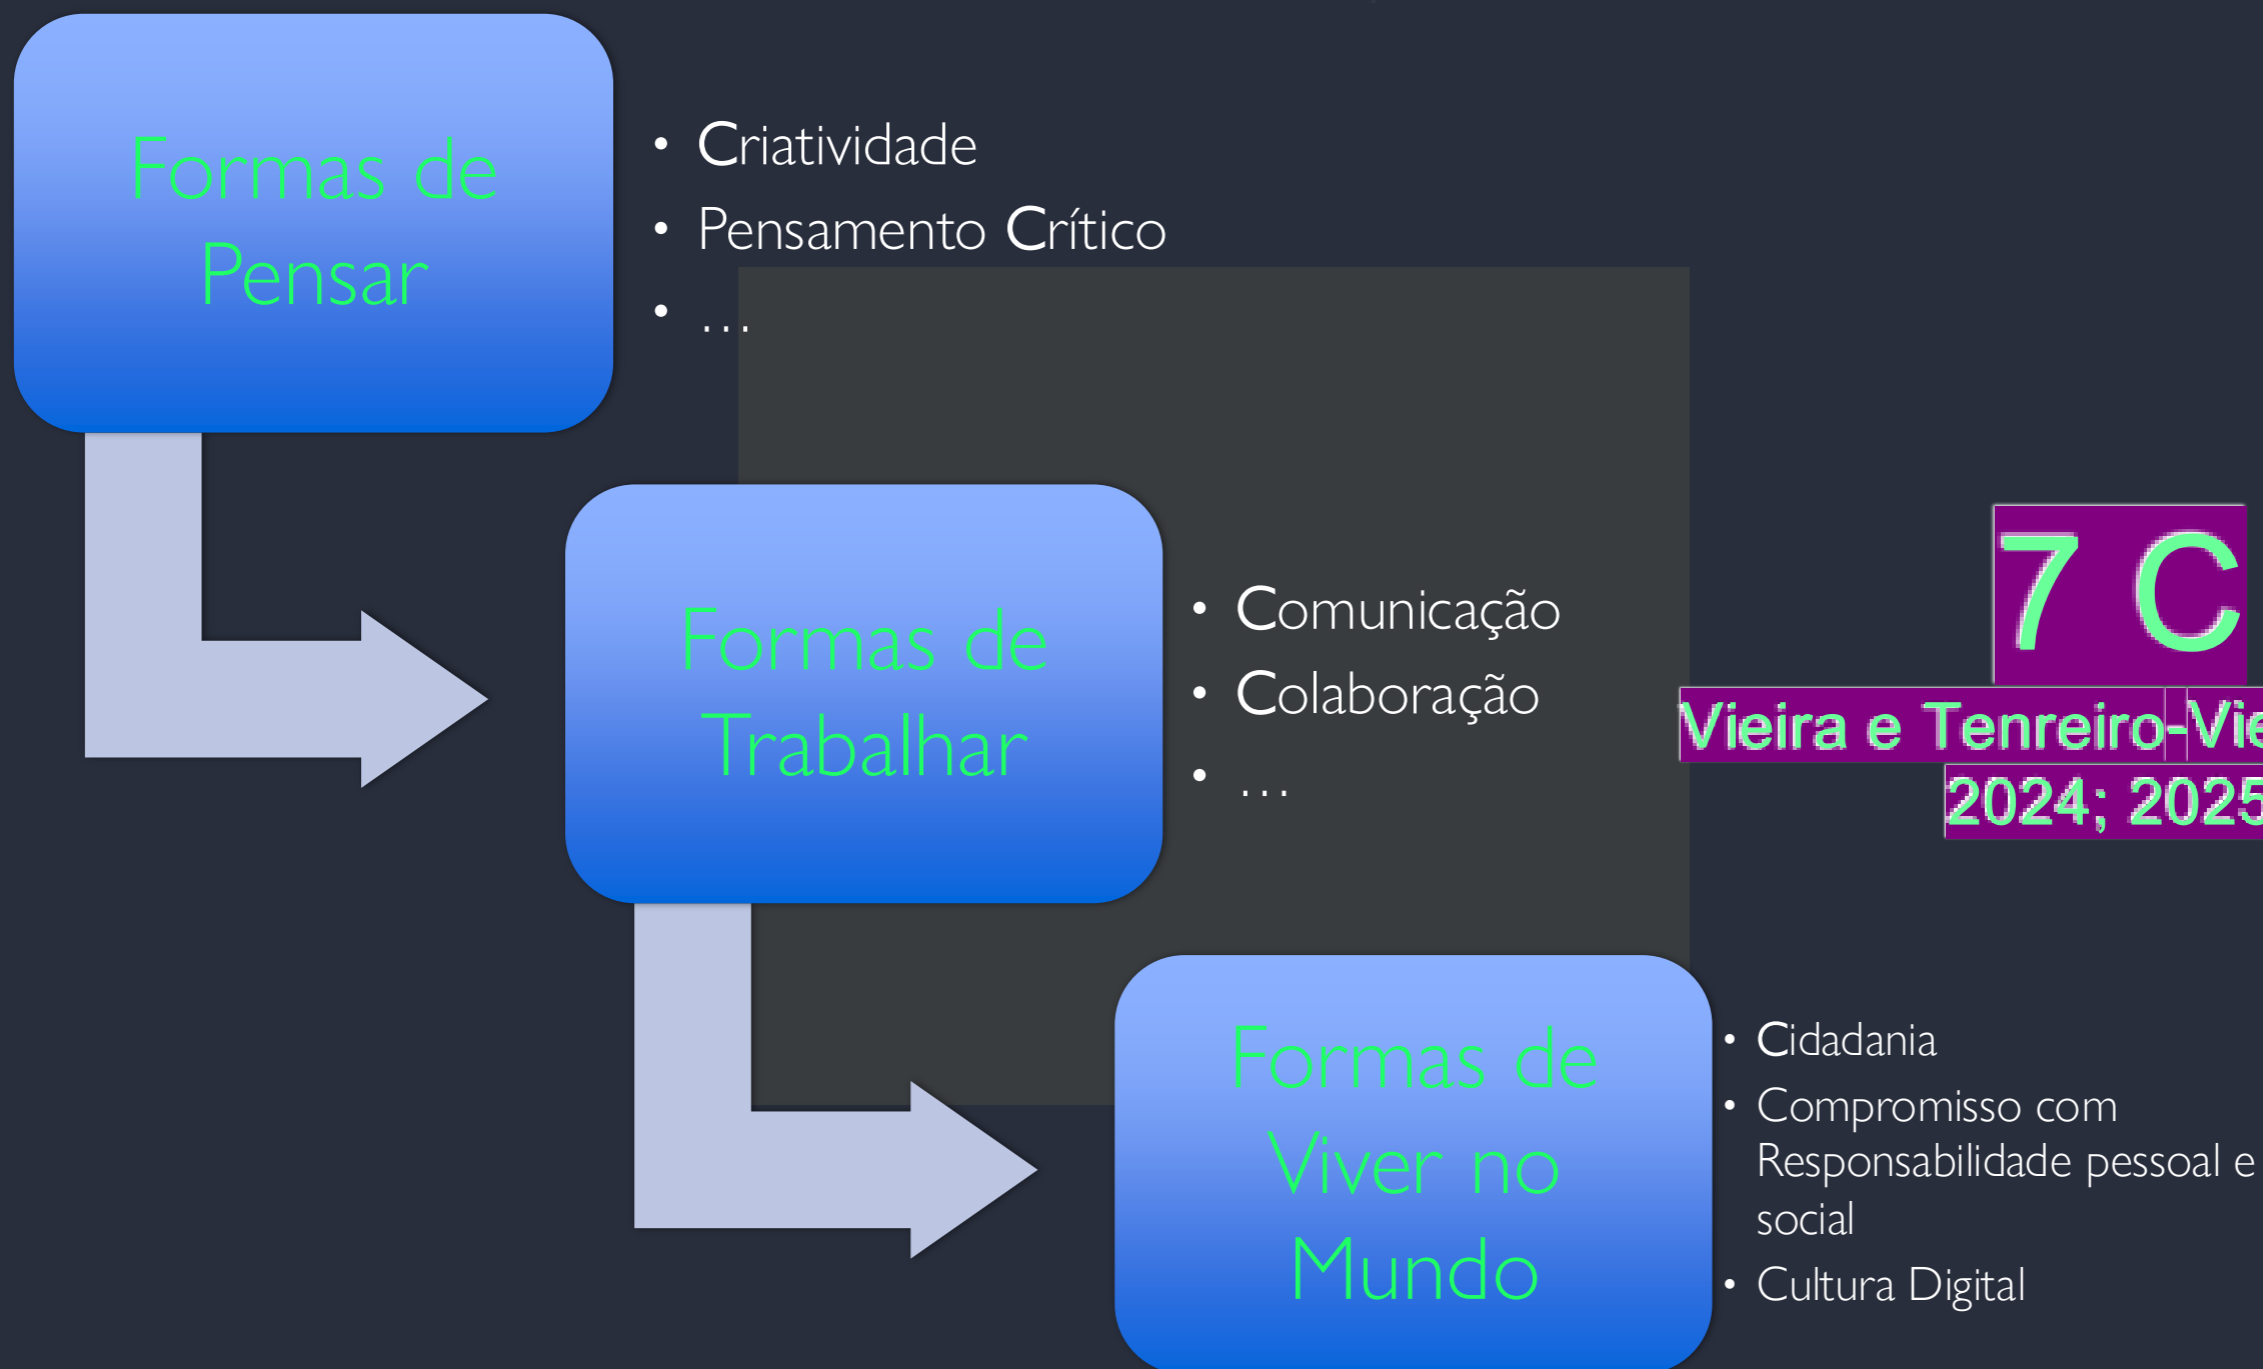 Formas de
Pensar
• Criatividade
• Pensamento Crítico
• ...
Formas de
Trabalhar
• Comunicação
• Colaboração
• ...
7 C
Vieira e Tenreiro-Vie
2024; 2025
Formas de
Viver no
Mundo
• Cidadania
• Compromisso com
Responsabilidade pessoal e
social
• Cultura Digital